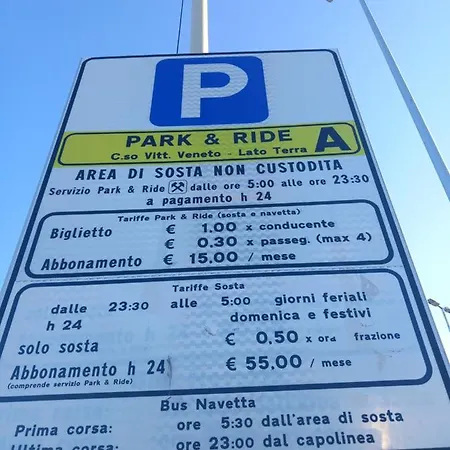 P
PARK & RIDE A
C.so Vitt. Veneto - Lato Terra
AREA DI SOSTA NON CUSTODITA
Servizio Park & Ride dalle ore 5:00 alle ore 23:30
a pagamento h 24
Tariffe Park & Ride (sosta e navetta)
Biglietto € 1.00 x conducente
€ 0.30 x passeg. (max 4)
Abbonamento € 15.00 / mese
Tariffe Sosta
dalle 23:30 alle 5:00 giorni feriali
h 24 domenica e festivi
solo sosta € 0.50 x ora frazione
Abbonamento h 24 € 55.00 / mese
(comprende servizio Park & Ride)
Bus Navetta
Prima corsa: ore 5:30 dall'area di sosta
Ultima corsa: ore 23:00 dal capolinea